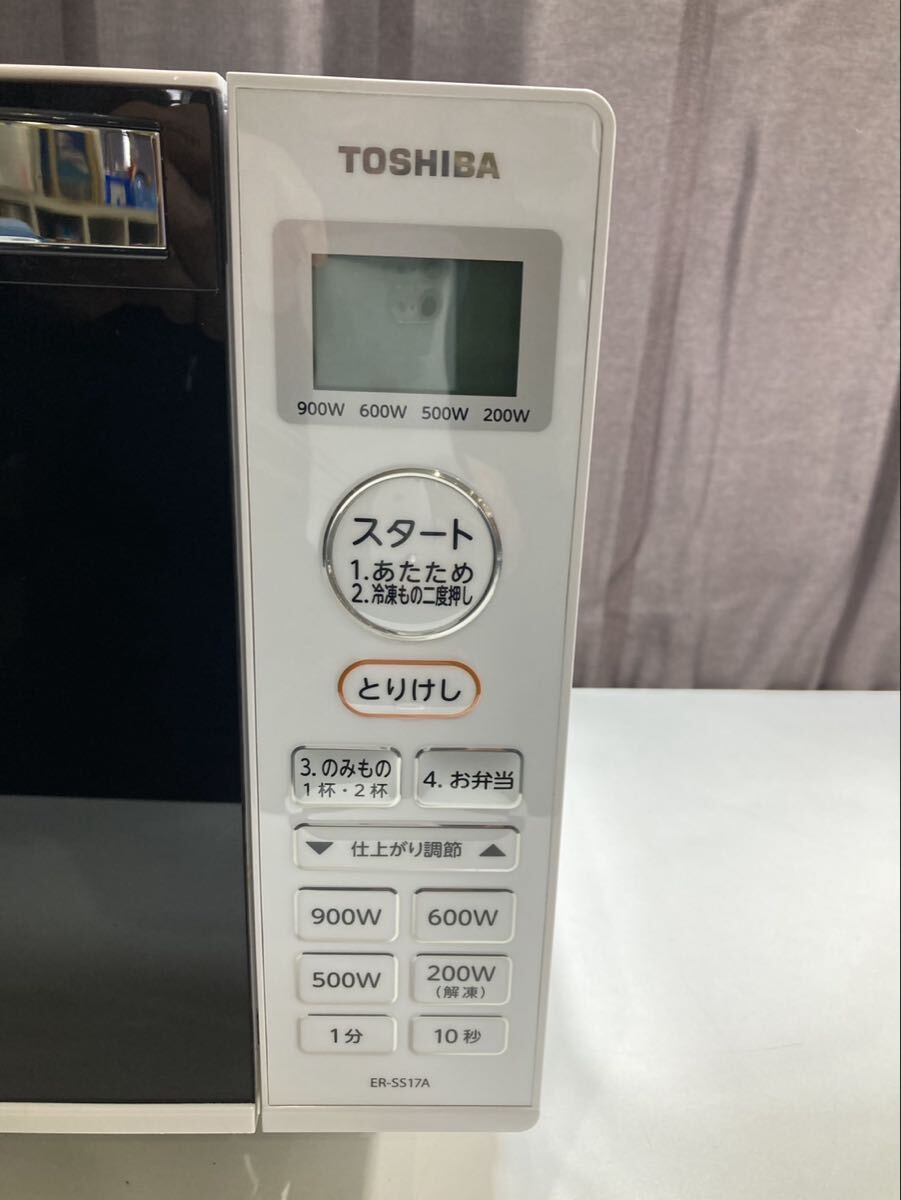 TOSHIBA
900W 600W 500W 200W
スタート
1.あたため
2.冷凍もの二度押し
とりけし
3.のみもの
1杯・2杯
4.お弁当
▼ 仕上がり調節 ▲
900W
600W
500W
200W
(解凍)
1分
10秒
ER-SS17A